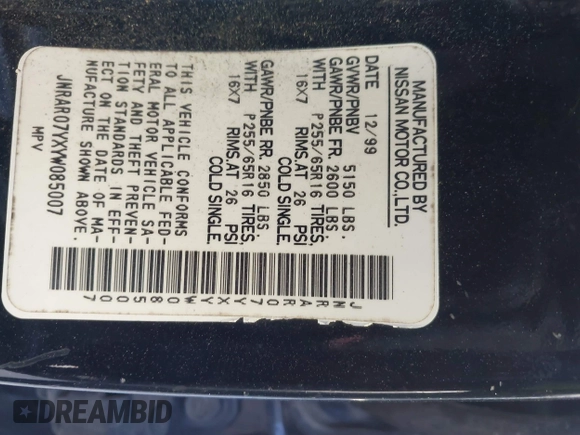 MANUFACTURED BY
NISSAN MOTOR CO.,LTD.
DATE 12/99
GVWR/PNBV 5150 LBS.
GAWR/PNBE FR. 2600 LBS.
WITH P255/65R16 TIRES,
16X7 RIMS,AT 26 PSI
COLD SINGLE.
GAWR/PNBE RR. 2850 LBS.
WITH P255/65R16 TIRES,
16X7 RIMS,AT 26 PSI
COLD SINGLE.
THIS VEHICLE CONFORMS
TO ALL APPLICABLE FED-
ERAL MOTOR VEHICLE SA-
FETY AND THEFT PREVEN-
TION STANDARDS IN EFF-
ECT ON THE DATE OF MA-
NUFACTURE SHOWN ABOVE.
JNRAR07YXYW085007
MPV
JNRAR07YXYW085007
DREAMBID